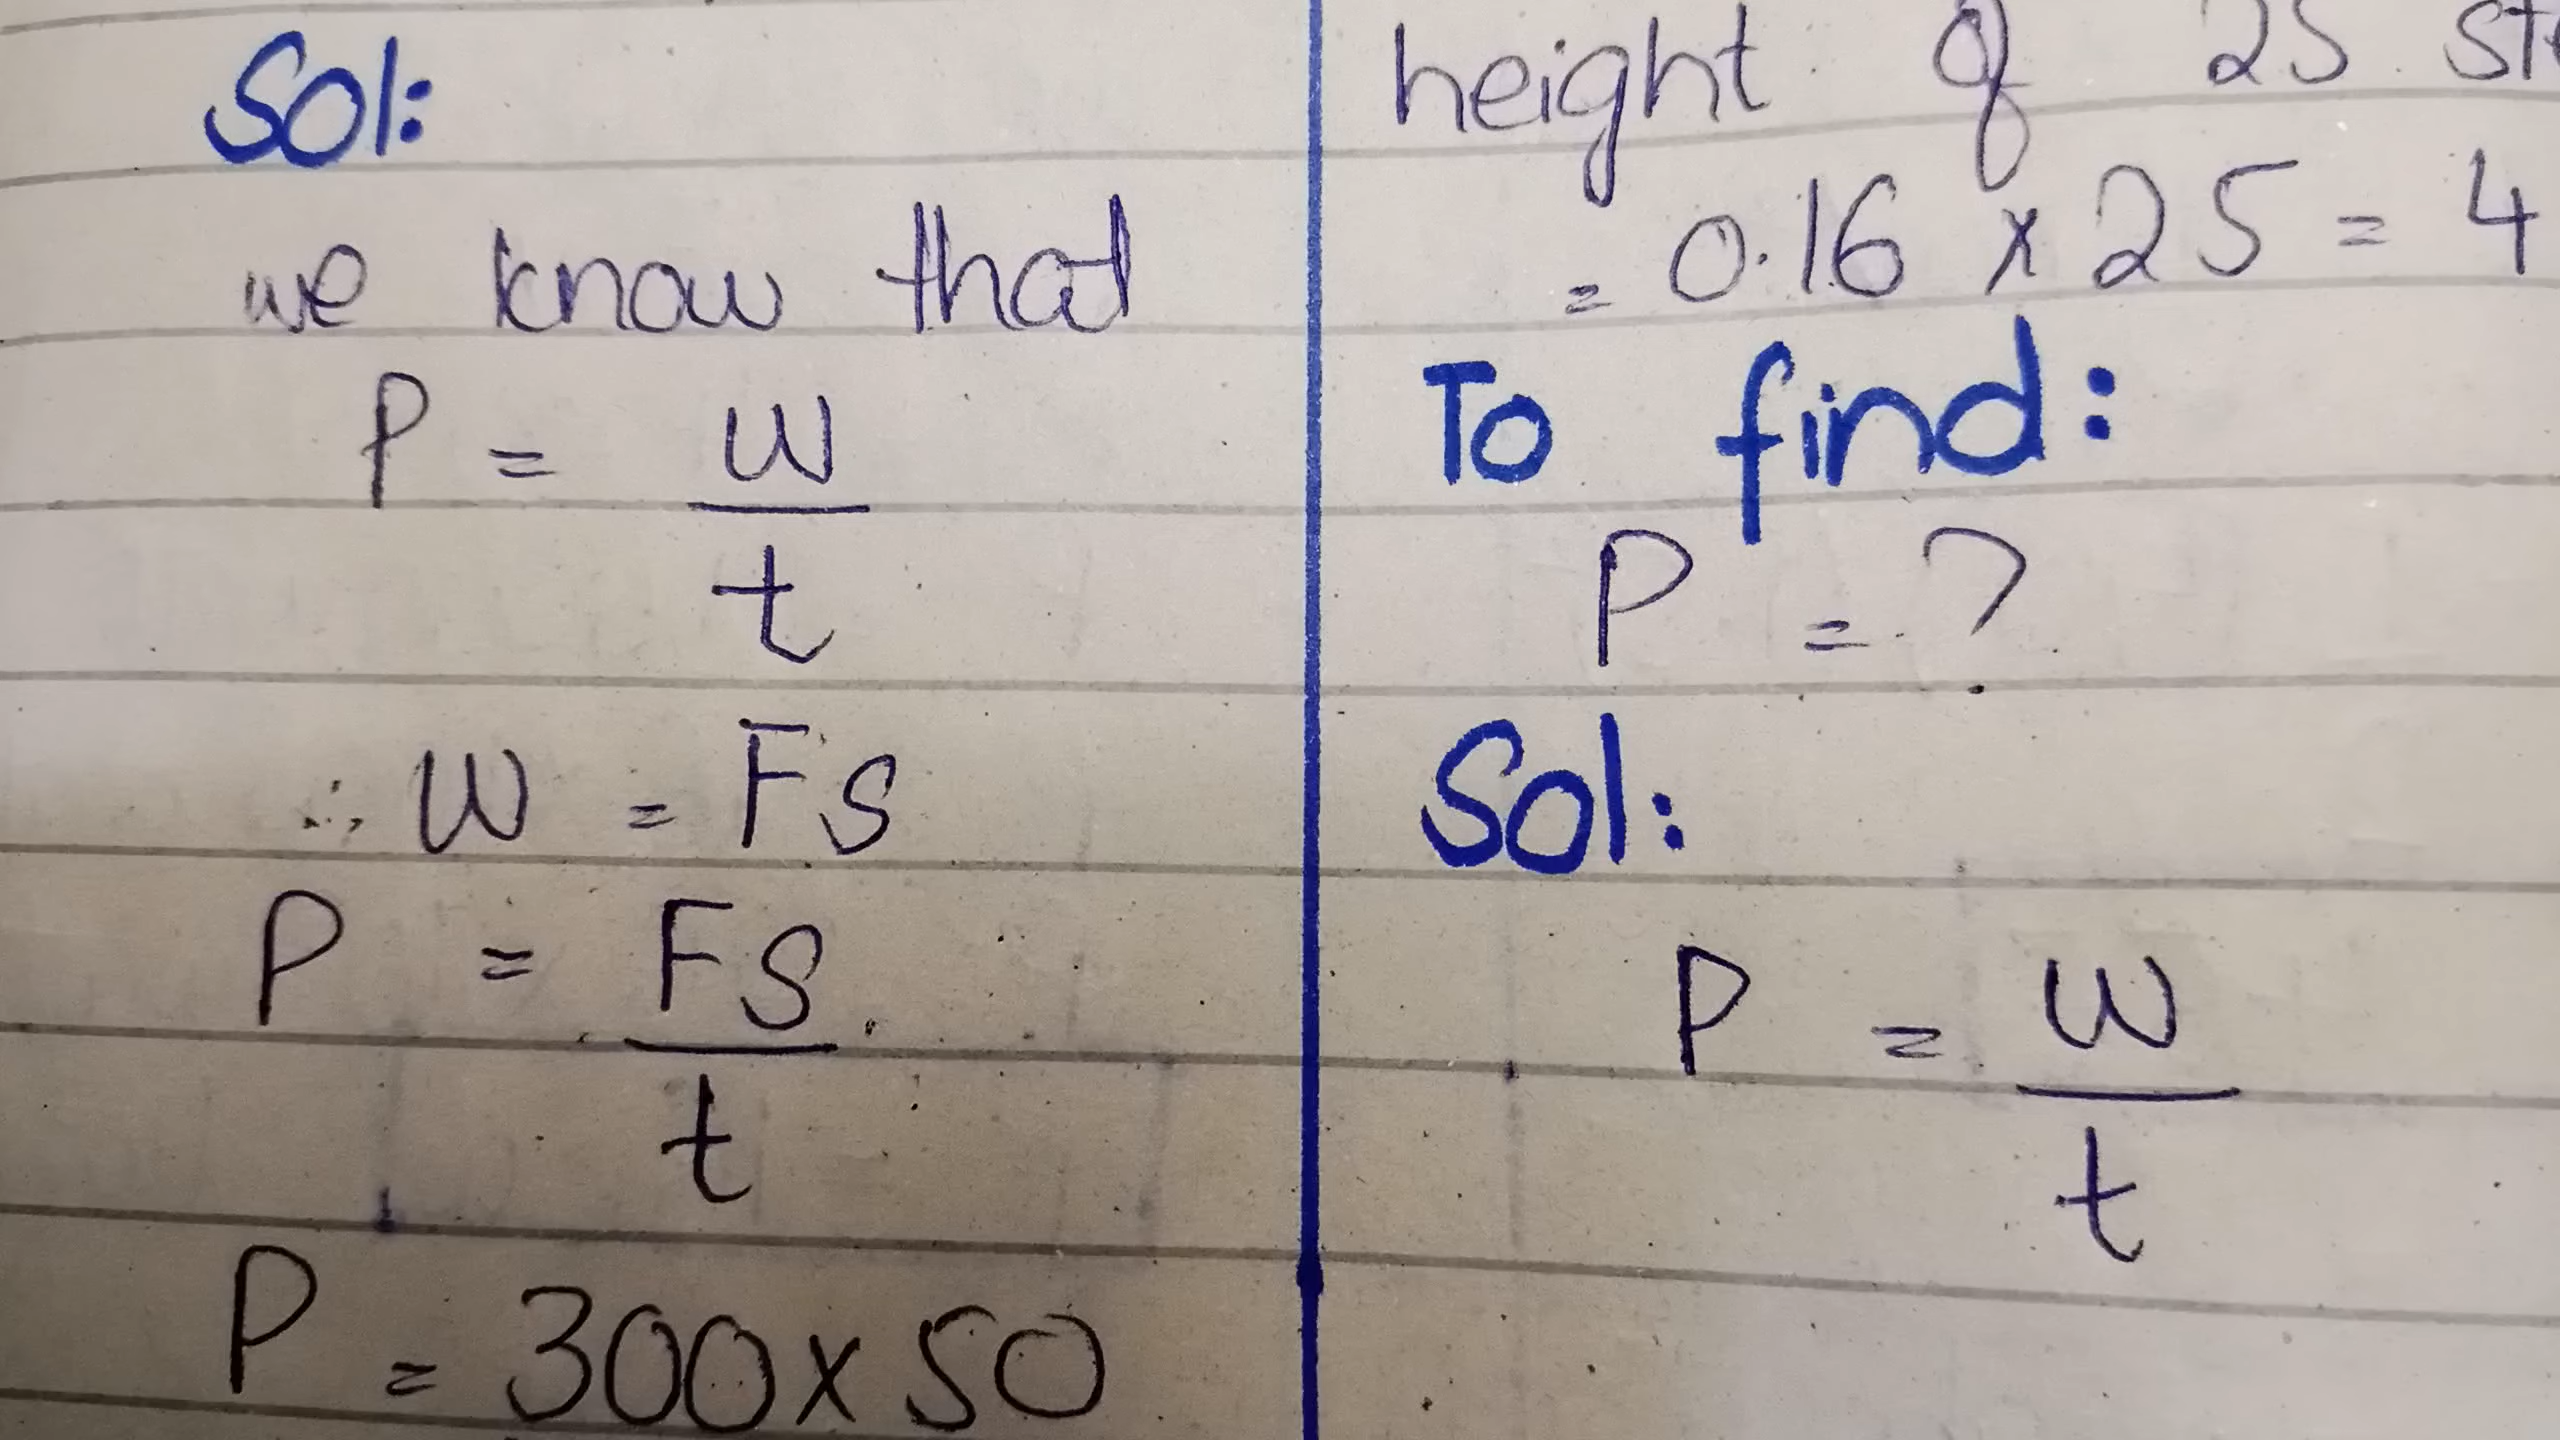 Sol:
we know that
P = w
t
∴ w = Fs
P = Fs
t
P = 300 x 50
height of 25
= 0.16 x 25 = 4
To find:
P = ?
Sol:
P = w
t